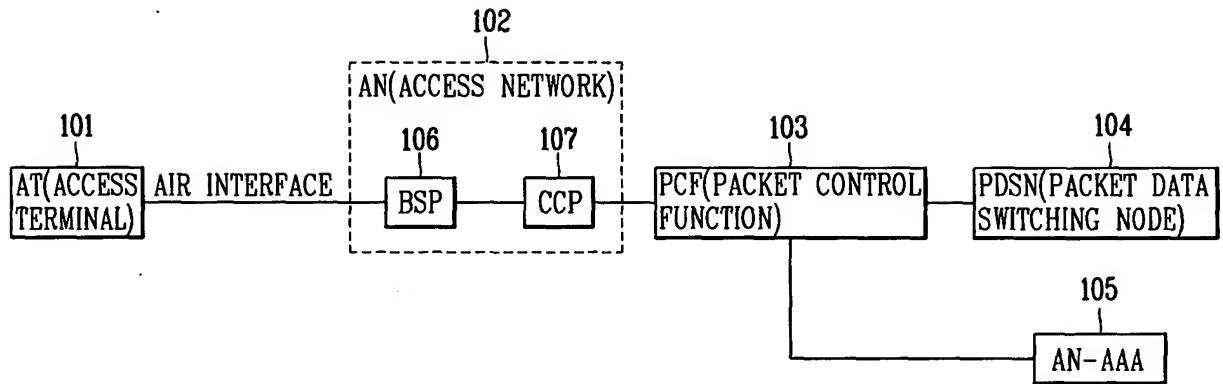 102
AN(ACCESS NETWORK)
101
106
107
103
104
AT(ACCESS
TERMINAL)
AIR INTERFACE
BSP
CCP
PCF(PACKET CONTROL
FUNCTION)
PDSN(PACKET DATA
SWITCHING NODE)
105
AN-AAA